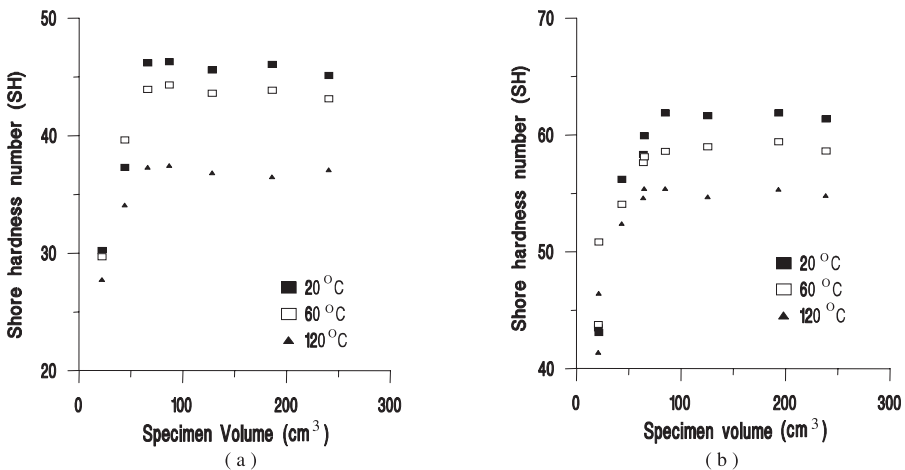 50
40
30
20
Shore hardness number (SH)
20 °C
60 °C
120 °C
0
100
200
300
Specimen Volume (cm³)
( a )
70
60
50
40
Shore hardness number (SH)
20 °C
60 °C
120 °C
0
100
200
300
Specimen volume (cm³)
( b )